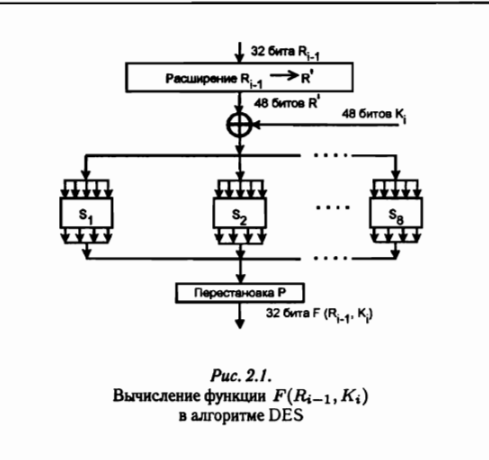 32 бита R_{i-1}
Расширение R_{i-1} → R'
48 битов R'
48 битов K_i
S_1 S_2 S_8
Перестановка P
32 бита F (R_{i-1}, K_i)
Рис. 2.1.
Вычисление функции F(R_{i-1}, K_i)
в алгоритме DES